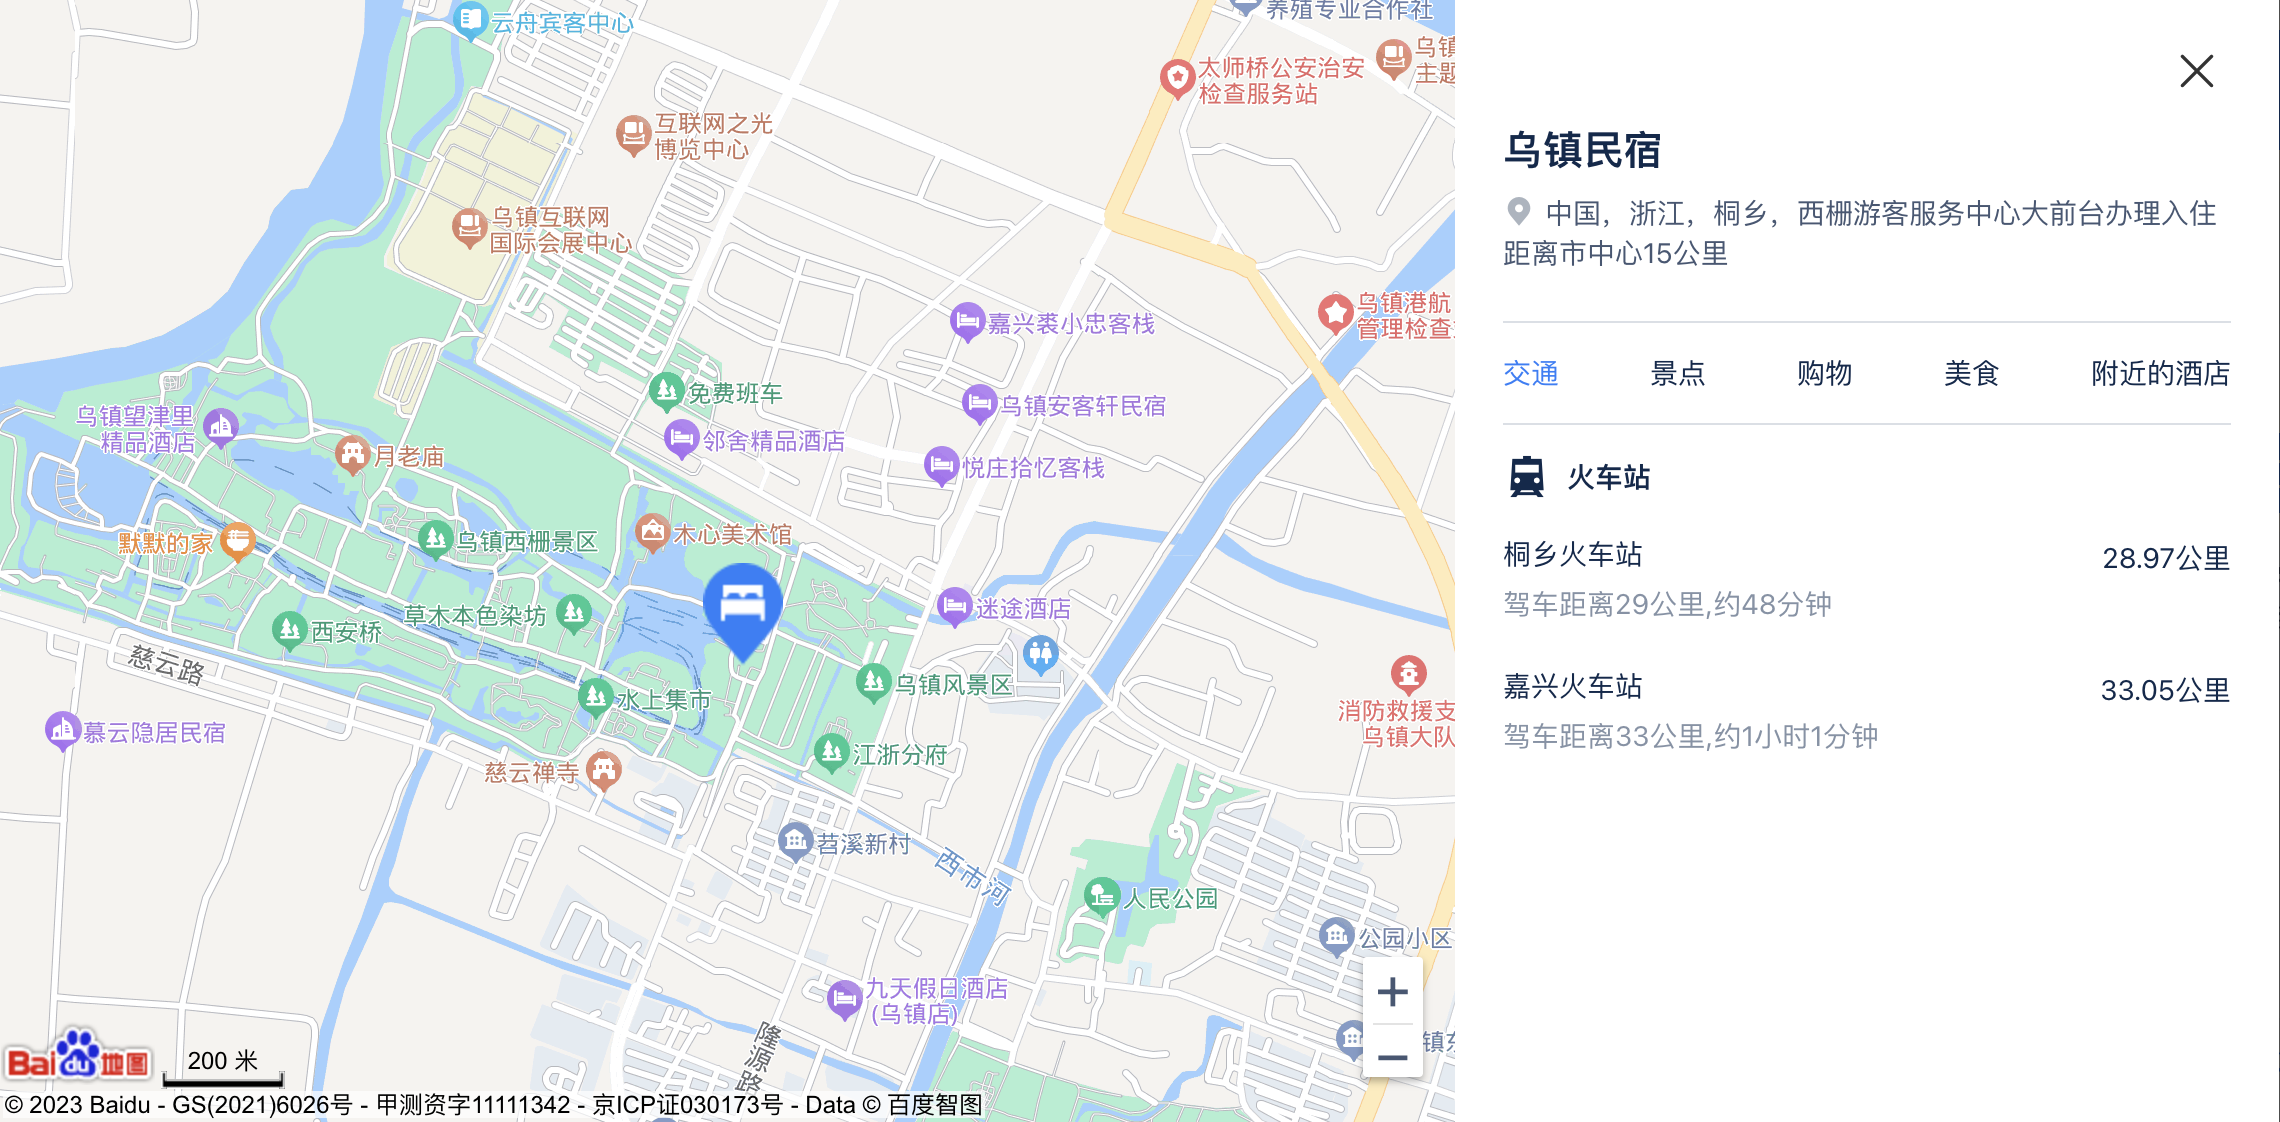 云舟宾客中心
养殖专业合作社
太师桥公安治安
检查服务站
乌镇
主题
互联网之光
博览中心
乌镇互联网
国际会展中心
嘉兴裘小忠客栈
乌镇港航
管理检查
免费班车
乌镇安客轩民宿
乌镇望津里
精品酒店
邻舍精品酒店
月老庙
悦庄拾忆客栈
默默的家
乌镇西栅景区
木心美术馆
草木本色染坊
迷途酒店
西安桥
慈云路
水上集市
乌镇风景区
消防救援支
乌镇大队
慕云隐居民宿
慈云禅寺
江浙分府
苕溪新村
西市河
人民公园
公园小区
九天假日酒店
(乌镇店)
隆源路
镇东
Bai du 地图
200 米
© 2023 Baidu - GS(2021)6026号 - 甲测资字11111342 - 京ICP证030173号 - Data © 百度智图
乌镇民宿
中国，浙江，桐乡，西栅游客服务中心大前台办理入住
距离市中心15公里
交通 景点 购物 美食 附近的酒店
火车站
桐乡火车站 28.97公里
驾车距离29公里,约48分钟
嘉兴火车站 33.05公里
驾车距离33公里,约1小时1分钟